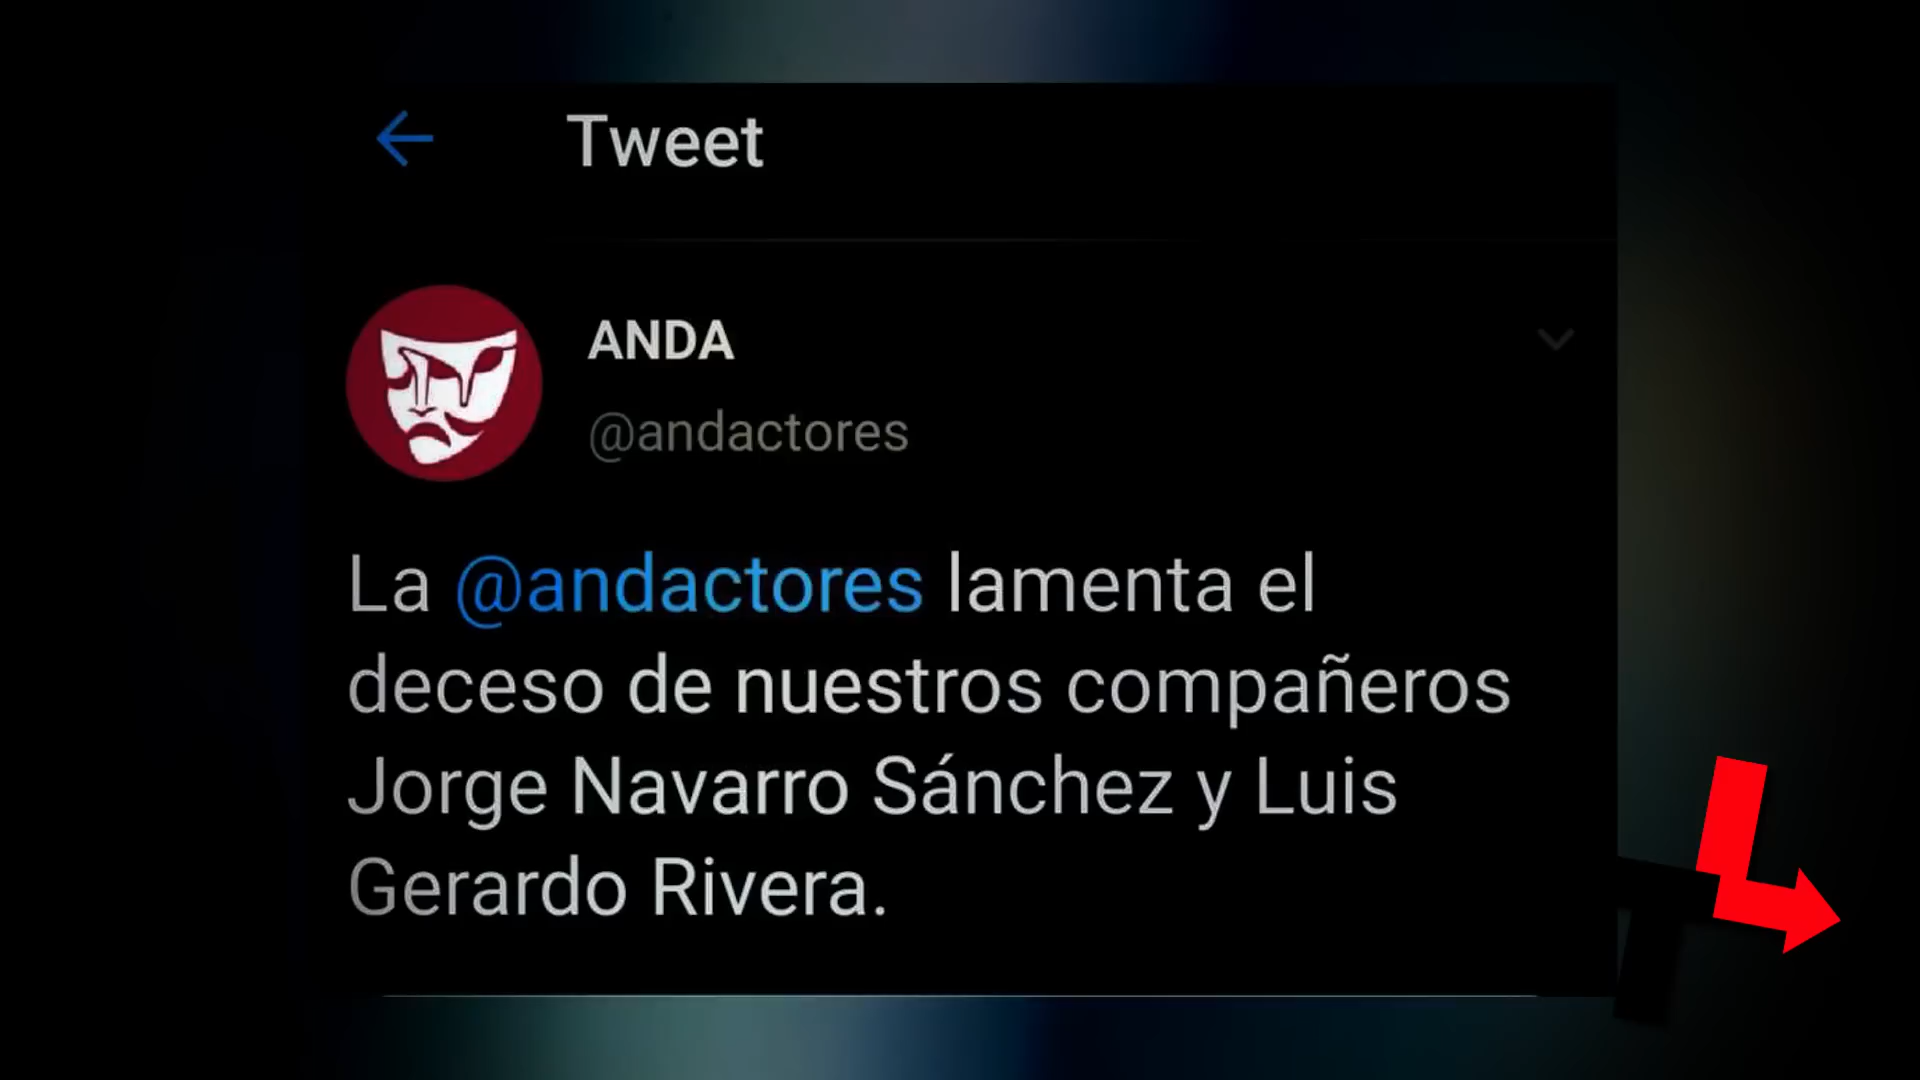 Tweet
ANDA
@andactores
La @andactores lamenta el
deceso de nuestros compañeros
Jorge Navarro Sánchez y Luis
Gerardo Rivera.